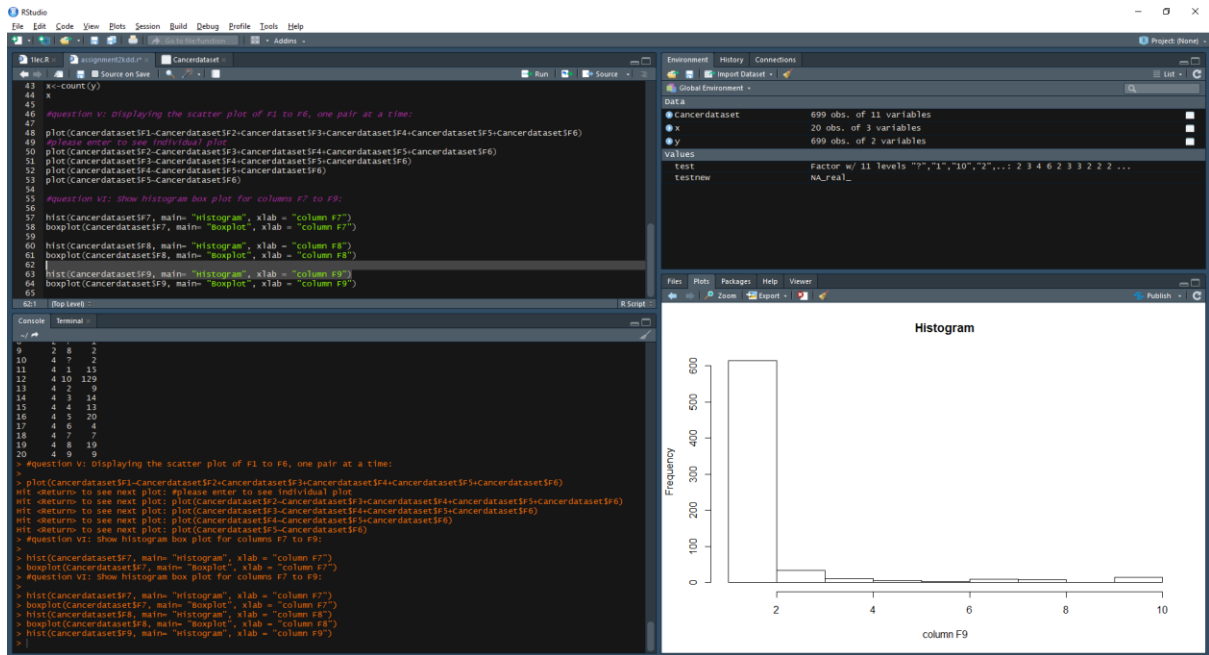 RStudio
File Edit Code View Plots Session Build Debug Profile Tools Help
Go to file/function Addins
Project: (None)
1lec.R
assignment2kdd.r*
Cancerdataset
Source on Save
Run
Source
43 x<-count(y)
44 x
45
46 #question V: Displaying the scatter plot of F1 to F6, one pair at a time:
47
48 plot(Cancerdataset$F1~Cancerdataset$F2+Cancerdataset$F3+Cancerdataset$F4+Cancerdataset$F5+Cancerdataset$F6)
49 #please enter to see individual plot
50 plot(Cancerdataset$F2~Cancerdataset$F3+Cancerdataset$F4+Cancerdataset$F5+Cancerdataset$F6)
51 plot(Cancerdataset$F3~Cancerdataset$F4+Cancerdataset$F5+Cancerdataset$F6)
52 plot(Cancerdataset$F4~Cancerdataset$F5+Cancerdataset$F6)
53 plot(Cancerdataset$F5~Cancerdataset$F6)
54
55 #question VI: Show histogram box plot for columns F7 to F9:
56
57 hist(Cancerdataset$F7, main= "Histogram", xlab = "column F7")
58 boxplot(Cancerdataset$F7, main= "Boxplot", xlab = "column F7")
59
60 hist(Cancerdataset$F8, main= "Histogram", xlab = "column F8")
61 boxplot(Cancerdataset$F8, main= "Boxplot", xlab = "column F8")
62
63 hist(Cancerdataset$F9, main= "Histogram", xlab = "column F9")
64 boxplot(Cancerdataset$F9, main= "Boxplot", xlab = "column F9")
65
62:1 (Top Level) R Script
Console Terminal
~/
9 2 8 2
10 4 ? 2
11 4 1 15
12 4 10 129
13 4 2 9
14 4 3 14
15 4 4 13
16 4 5 20
17 4 6 4
18 4 7 7
19 4 8 19
20 4 9 9
> #question V: Displaying the scatter plot of F1 to F6, one pair at a time:
>
> plot(Cancerdataset$F1~Cancerdataset$F2+Cancerdataset$F3+Cancerdataset$F4+Cancerdataset$F5+Cancerdataset$F6)
Hit <Return> to see next plot: #please enter to see individual plot
Hit <Return> to see next plot: plot(Cancerdataset$F2~Cancerdataset$F3+Cancerdataset$F4+Cancerdataset$F5+Cancerdataset$F6)
Hit <Return> to see next plot: plot(Cancerdataset$F3~Cancerdataset$F4+Cancerdataset$F5+Cancerdataset$F6)
Hit <Return> to see next plot: plot(Cancerdataset$F4~Cancerdataset$F5+Cancerdataset$F6)
Hit <Return> to see next plot: plot(Cancerdataset$F5~Cancerdataset$F6)
> #question VI: Show histogram box plot for columns F7 to F9:
>
> hist(Cancerdataset$F7, main= "Histogram", xlab = "column F7")
> boxplot(Cancerdataset$F7, main= "Boxplot", xlab = "column F7")
> #question VI: Show histogram box plot for columns F7 to F9:
>
> hist(Cancerdataset$F7, main= "Histogram", xlab = "column F7")
> boxplot(Cancerdataset$F7, main= "Boxplot", xlab = "column F7")
> hist(Cancerdataset$F8, main= "Histogram", xlab = "column F8")
> boxplot(Cancerdataset$F8, main= "Boxplot", xlab = "column F8")
> hist(Cancerdataset$F9, main= "Histogram", xlab = "column F9")
>
Environment History Connections
Import Dataset
List
Global Environment
Data
Cancerdataset 699 obs. of 11 variables
x 20 obs. of 3 variables
y 699 obs. of 2 variables
Values
test Factor w/ 11 levels "?","1","10","2",..: 2 3 4 6 2 3 3 2 2 2 ...
testnew NA_real_
Files Plots Packages Help Viewer
Zoom Export Publish
Histogram
600
500
400
300
200
100
0
Frequency
2 4 6 8 10
column F9